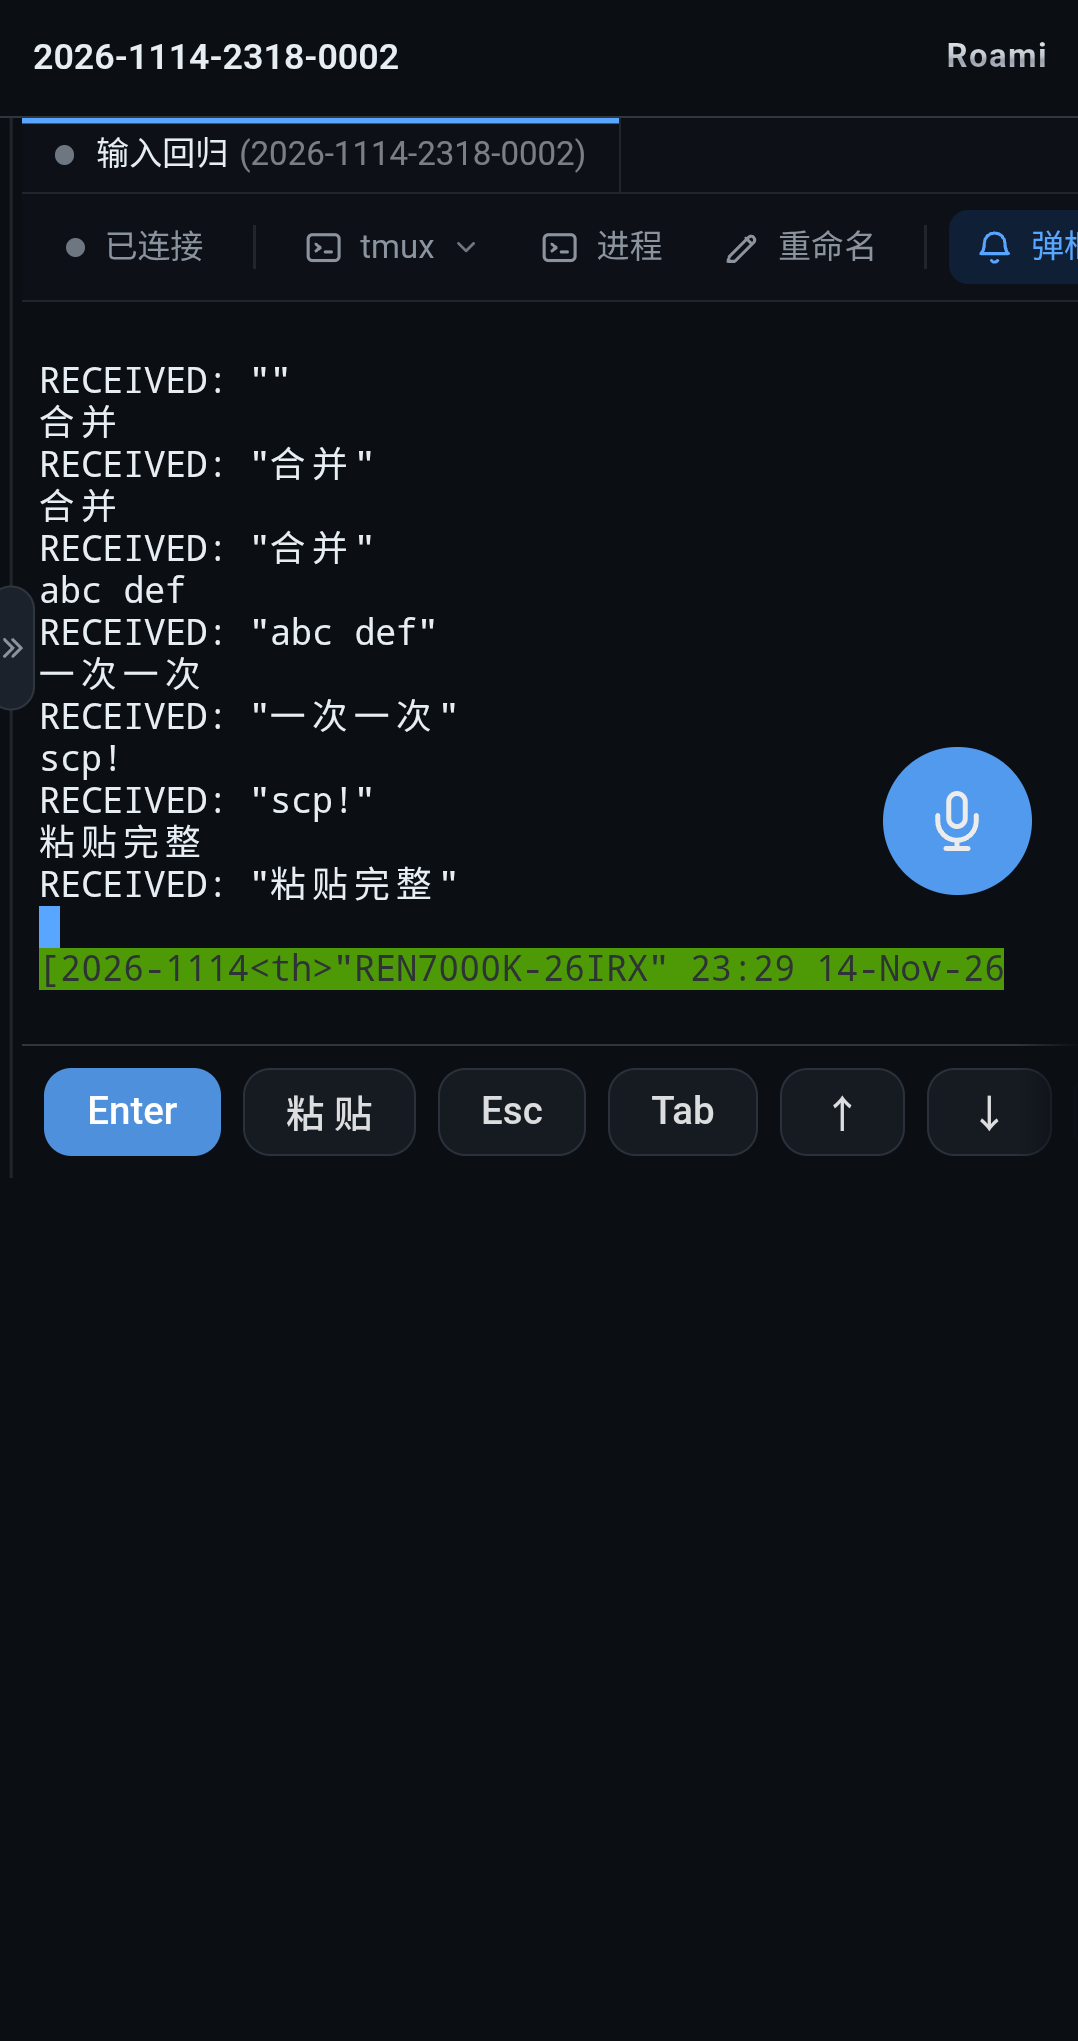 2026-1114-2318-0002 Roami
输入回归 (2026-1114-2318-0002)
已连接 tmux 进程 重命名 弹
RECEIVED: ""
合并
RECEIVED: "合并"
合并
RECEIVED: "合并"
abc def
RECEIVED: "abc def"
一次一次
RECEIVED: "一次一次"
scp!
RECEIVED: "scp!"
粘贴完整
RECEIVED: "粘贴完整"
[2026-1114<th>"REN7000K-26IRX" 23:29 14-Nov-26
Enter 粘贴 Esc Tab ↑ ↓